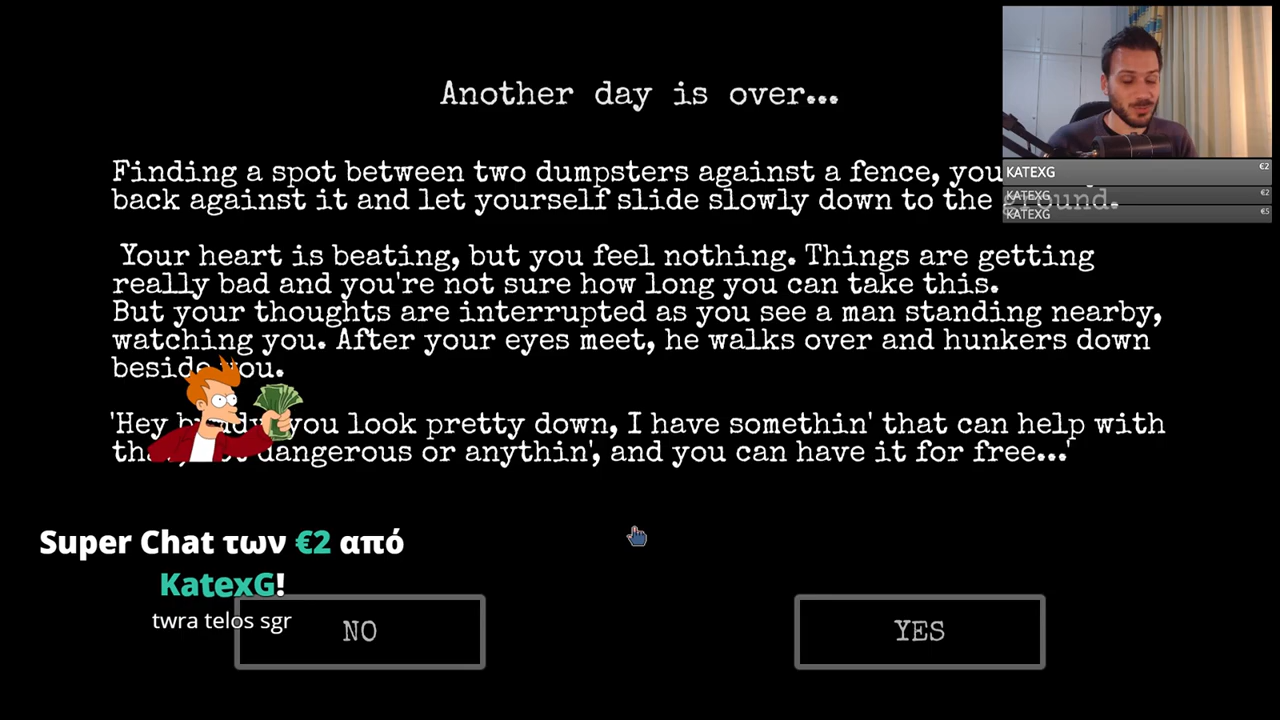 Another day is over...
KATEXG €2
KATEXG €2
KATEXG €5
Finding a spot between two dumpsters against a fence, you
back against it and let yourself slide slowly down to the ground.
Your heart is beating, but you feel nothing. Things are getting
really bad and you're not sure how long you can take this.
But your thoughts are interrupted as you see a man standing nearby,
watching you. After your eyes meet, he walks over and hunkers down
beside you.
'Hey you look pretty down, I have somethin' that can help with
dangerous or anythin', and you can have it for free...'
Super Chat των €2 από
KatexG!
twra telos sgr
NO
YES